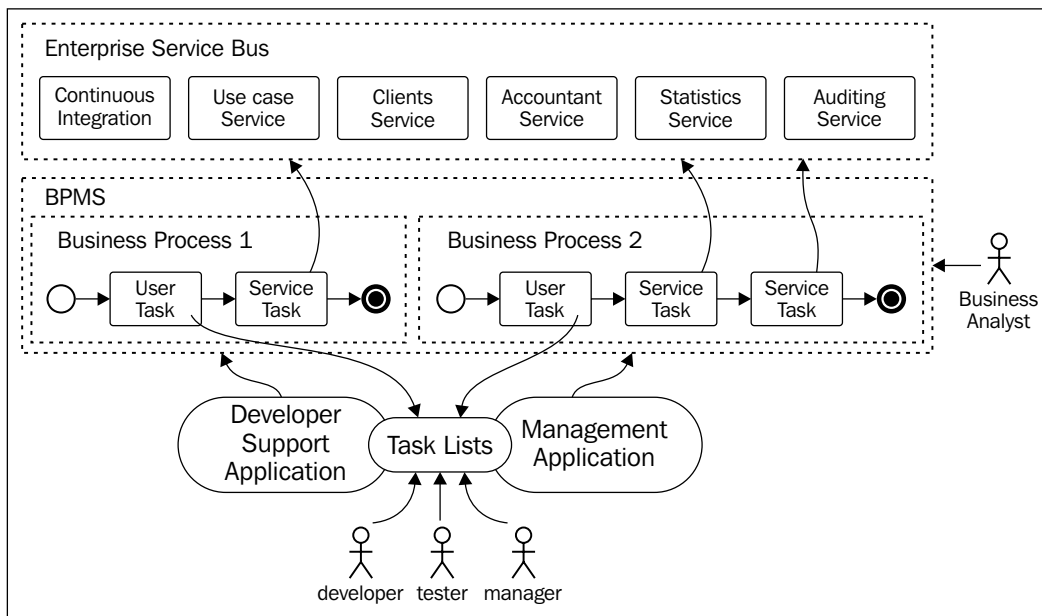 Enterprise Service Bus
Continuous
Integration
Use case
Service
Clients
Service
Accountant
Service
Statistics
Service
Auditing
Service
BPMS
Business Process 1
User
Task
Service
Task
Business Process 2
User
Task
Service
Task
Service
Task
Business
Analyst
Developer
Support
Application
Task Lists
Management
Application
developer
tester
manager